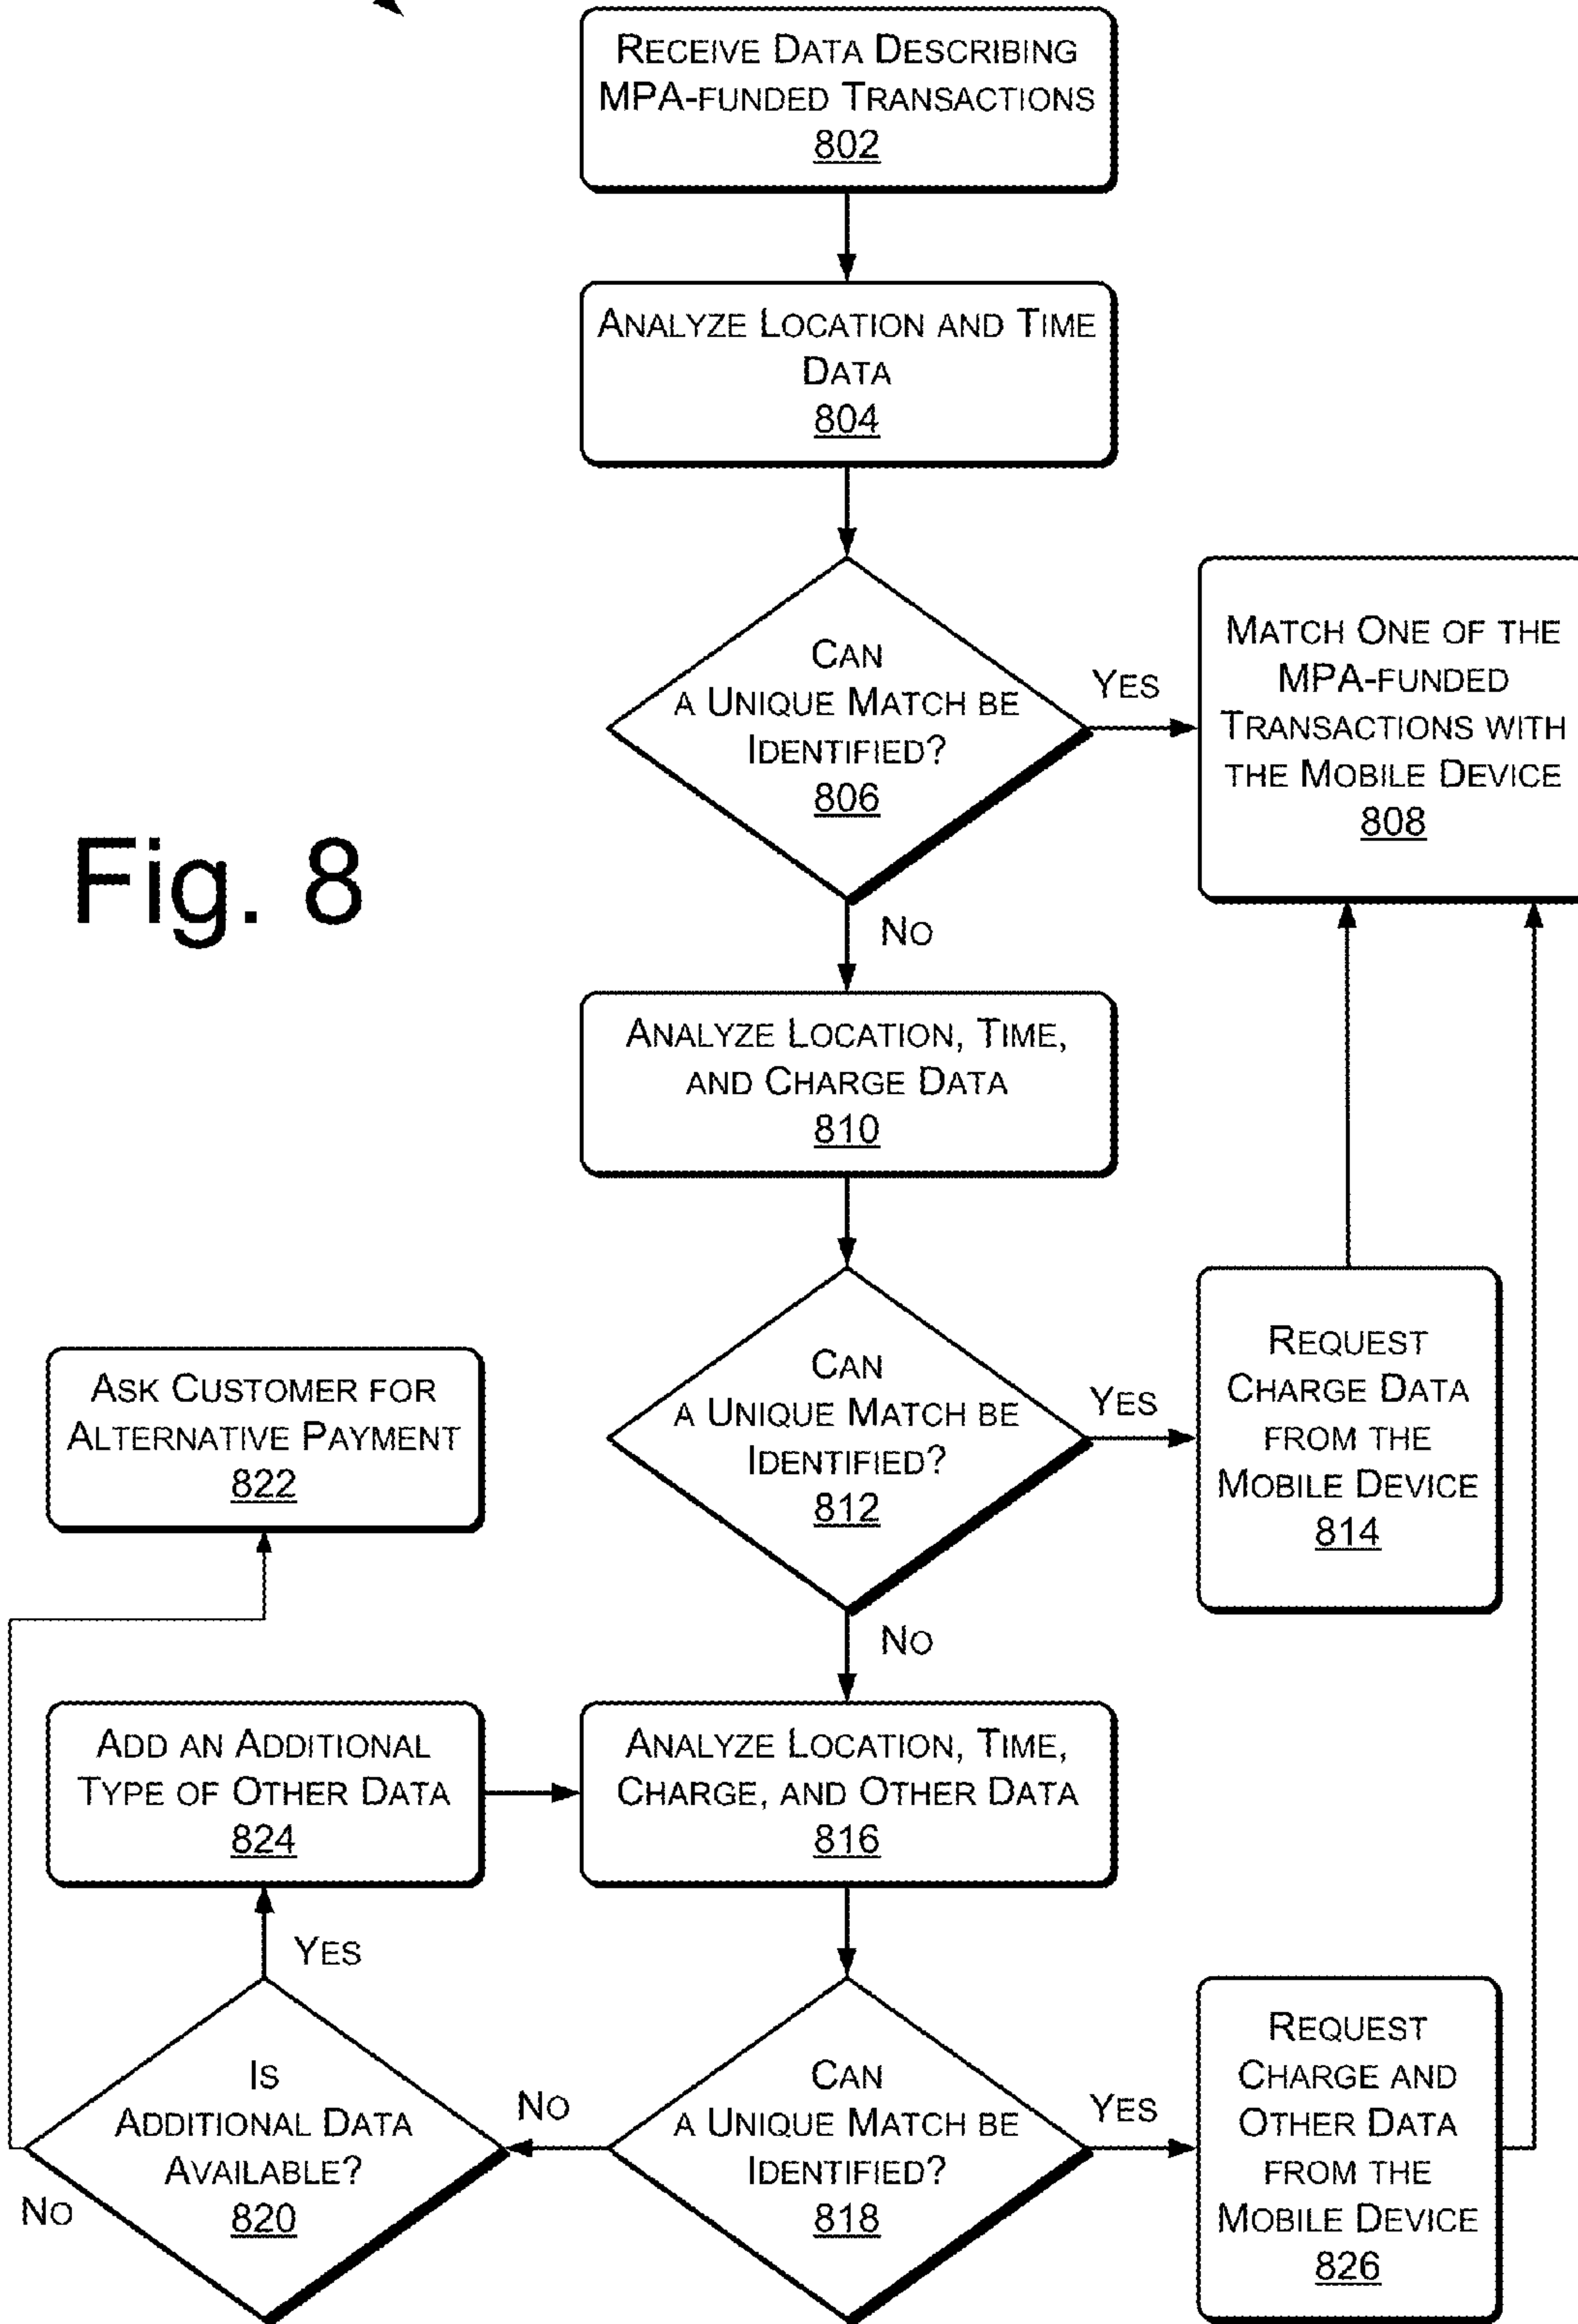 RECEIVE DATA DESCRIBING
MPA-FUNDED TRANSACTIONS
802
ANALYZE LOCATION AND TIME
DATA
804
CAN
A UNIQUE MATCH BE
IDENTIFIED?
806
YES
MATCH ONE OF THE
MPA-FUNDED
TRANSACTIONS WITH
THE MOBILE DEVICE
808
Fig. 8
NO
ANALYZE LOCATION, TIME,
AND CHARGE DATA
810
CAN
A UNIQUE MATCH BE
IDENTIFIED?
812
YES
REQUEST
CHARGE DATA
FROM THE
MOBILE DEVICE
814
ASK CUSTOMER FOR
ALTERNATIVE PAYMENT
822
NO
ADD AN ADDITIONAL
TYPE OF OTHER DATA
824
ANALYZE LOCATION, TIME,
CHARGE, AND OTHER DATA
816
YES
IS
ADDITIONAL DATA
AVAILABLE?
820
NO
NO
CAN
A UNIQUE MATCH BE
IDENTIFIED?
818
YES
REQUEST
CHARGE AND
OTHER DATA
FROM THE
MOBILE DEVICE
826